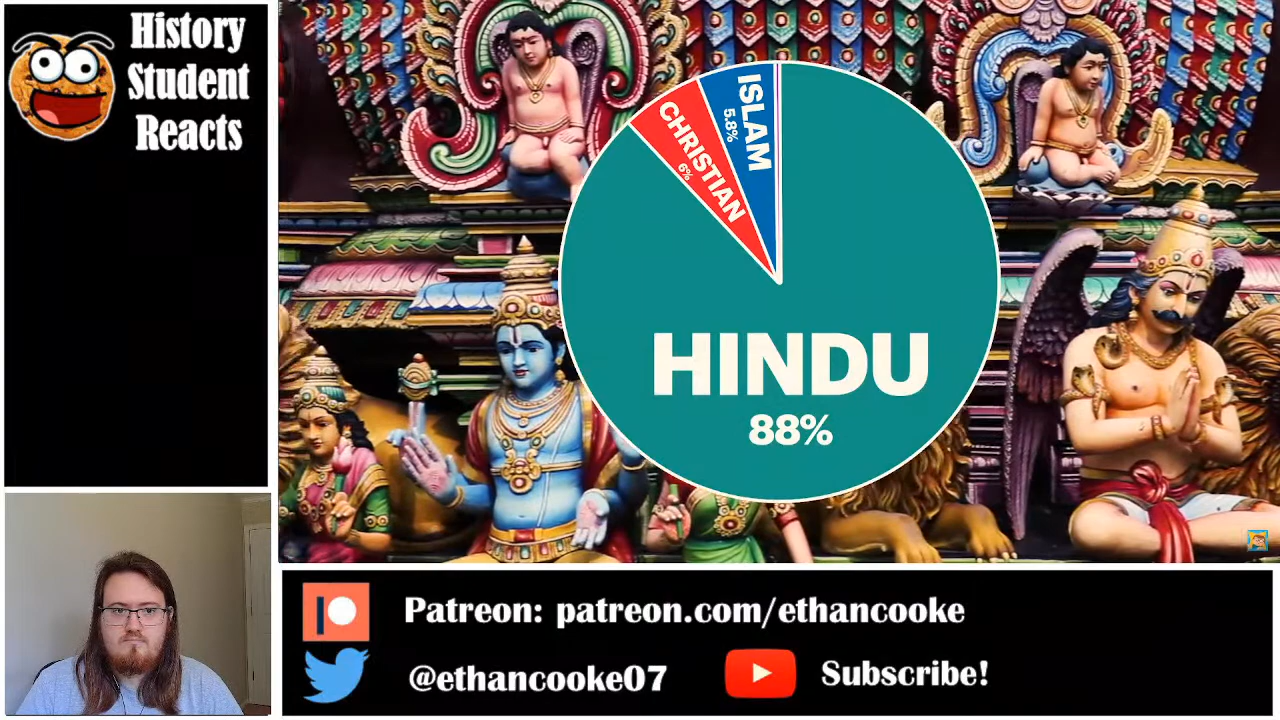 History
Student
Reacts
ISLAM
5.8%
CHRISTIAN
6%
HINDU
88%
Patreon: patreon.com/ethancooke
@ethancooke07
Subscribe!